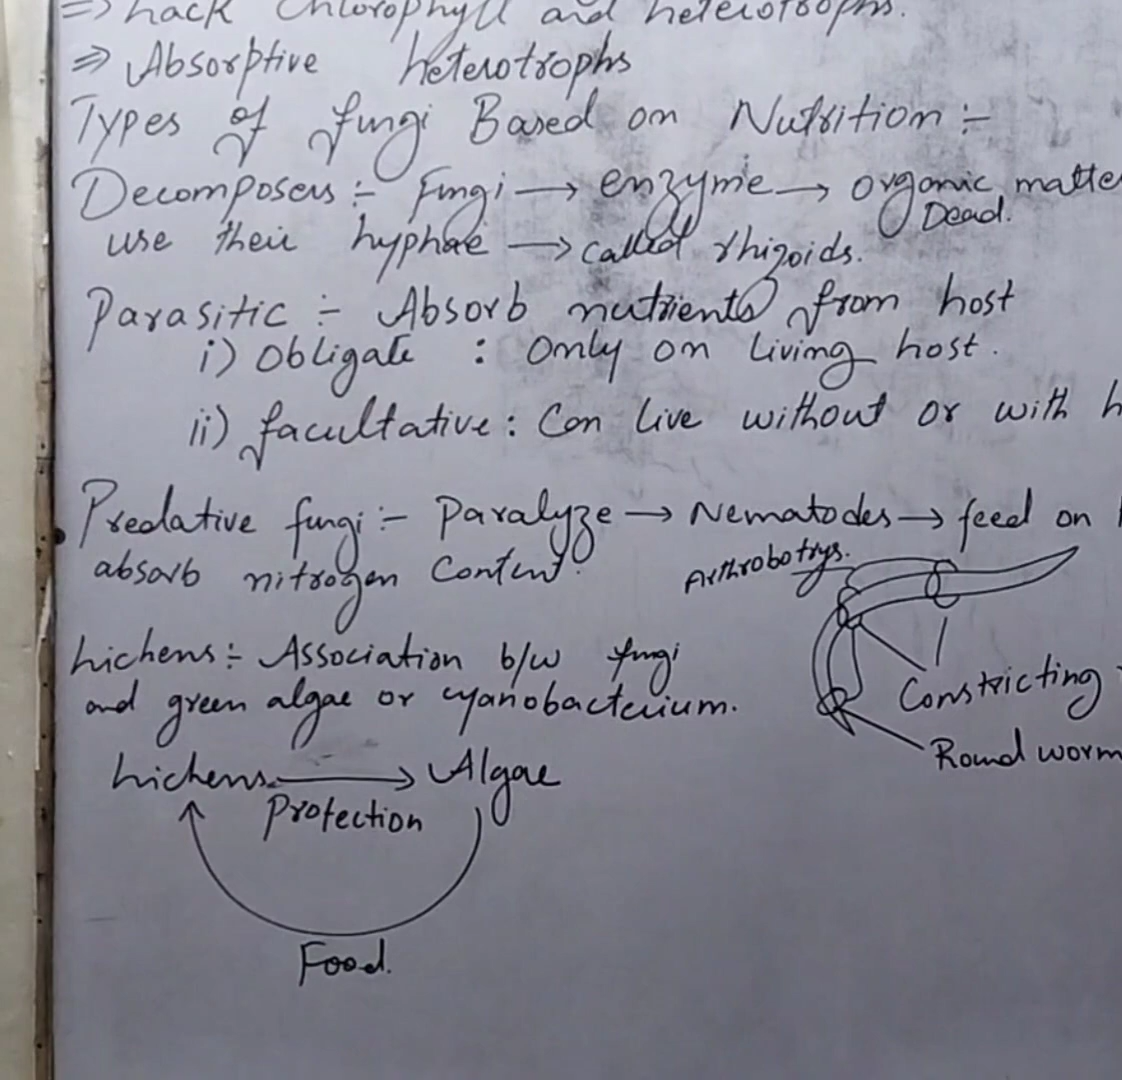 ⇒ Lack Chlorophyll and heterotrophs.
⇒ Absorptive heterotrophs
Types of fungi Based on Nutrition :-
Decomposers :- Fungi → enzyme → organic matte
Dead.
use their hyphae → called rhizoids.
Parasitic :- Absorb nutrients from host
i) Obligate : Only on living host.
ii) facultative : Can live without or with h
Predative fungi :- Paralyze → Nematodes → feed on
absorb nitrogen Content.
Arthrobotrys.
Lichens :- Association b/w fungi
and green algae or cyanobacterium.
Constricting
Round worm
Lichens → Algae
Protection
Food.